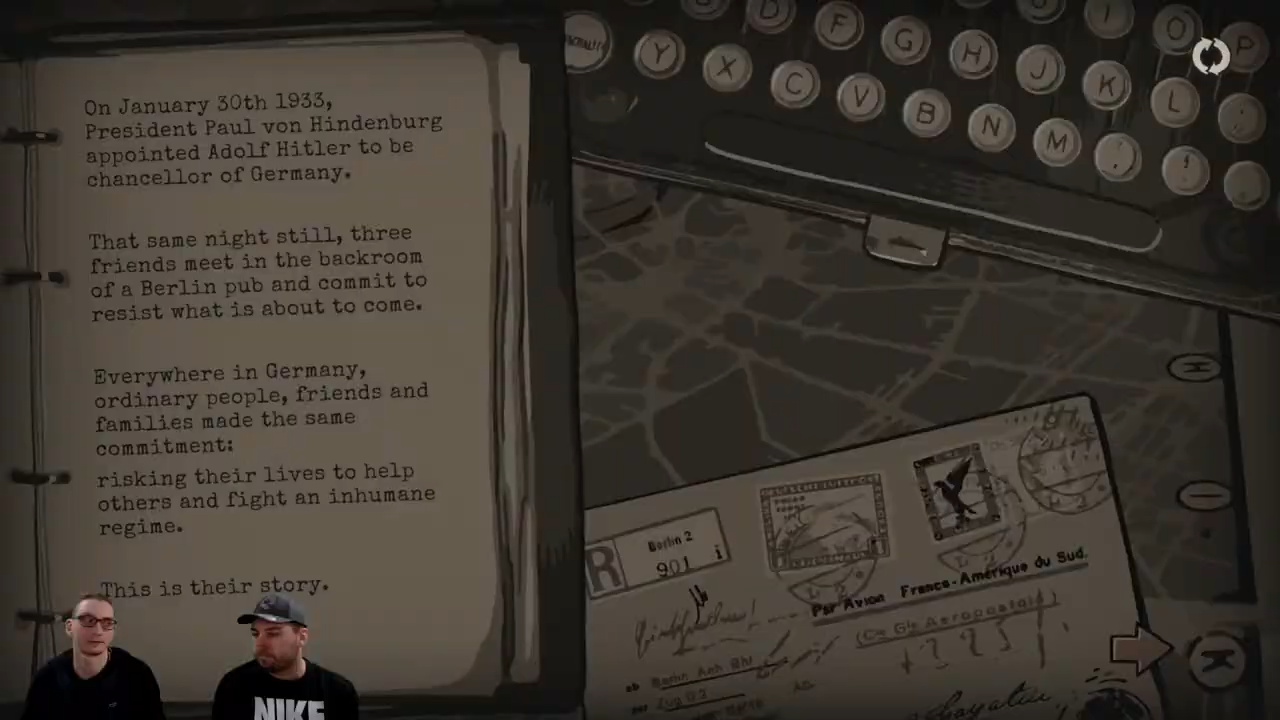 On January 30th 1933,
President Paul von Hindenburg
appointed Adolf Hitler to be
chancellor of Germany.
That same night still, three
friends meet in the backroom
of a Berlin pub and commit to
resist what is about to come.
Everywhere in Germany,
ordinary people, friends and
families made the same
commitment:
risking their lives to help
others and fight an inhumane
regime.
This is their story.
D F G H J K L I O P
Y X C V B N M
R
Berlin 2
901 i
Par Avion France-Amérique du Sud.
NIKE